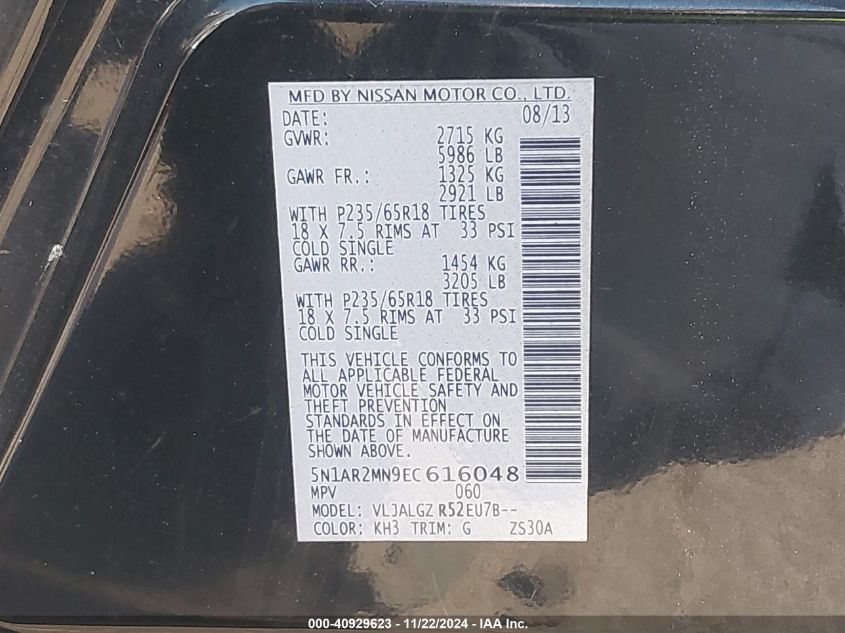 MFD BY NISSAN MOTOR CO., LTD.
DATE: 08/13
GVWR: 2715 KG
5986 LB
GAWR FR.: 1325 KG
2921 LB
WITH P235/65R18 TIRES
18 X 7.5 RIMS AT 33 PSI
COLD SINGLE
GAWR RR.: 1454 KG
3205 LB
WITH P235/65R18 TIRES
18 X 7.5 RIMS AT 33 PSI
COLD SINGLE
THIS VEHICLE CONFORMS TO
ALL APPLICABLE FEDERAL
MOTOR VEHICLE SAFETY AND
THEFT PREVENTION
STANDARDS IN EFFECT ON
THE DATE OF MANUFACTURE
SHOWN ABOVE.
5N1AR2MN9EC616048
MPV 060
MODEL: VLJALGZ R52EU7B--
COLOR: KH3 TRIM: G ZS30A
000-40929623 - 11/22/2024 - IAA Inc.